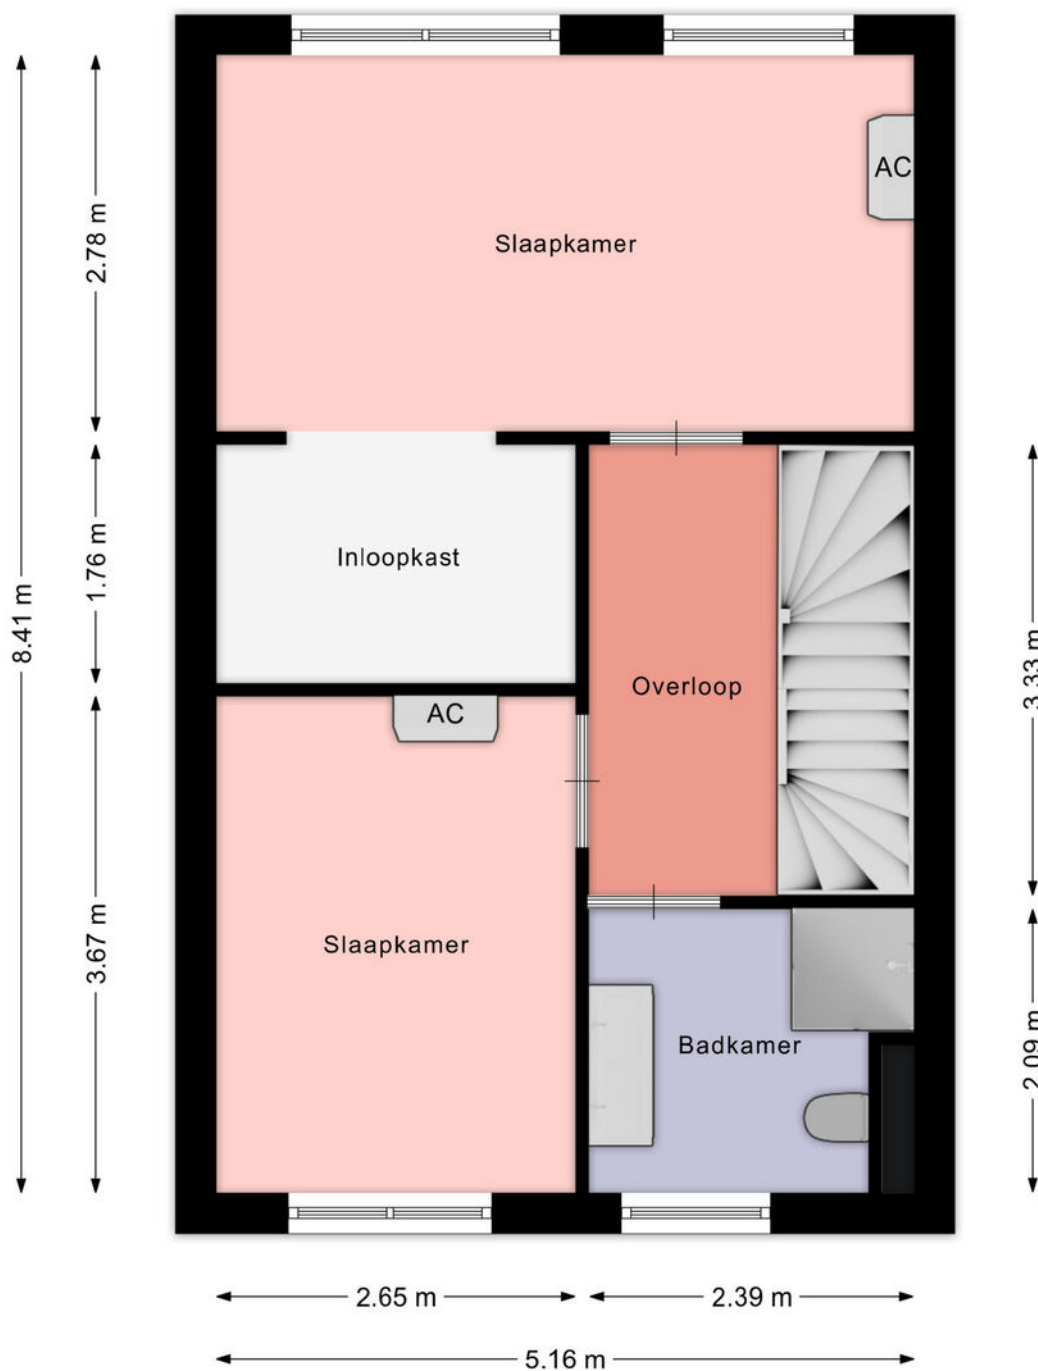 AC
2.78 m
Slaapkamer
Inloopkast
1.76 m
8.41 m
3.33 m
Overloop
AC
3.67 m
Slaapkamer
Badkamer
2.09 m
2.65 m
2.39 m
5.16 m